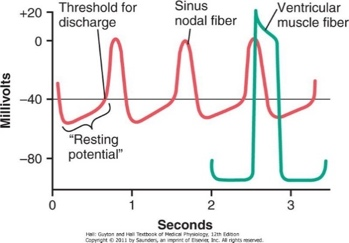 Threshold for
discharge
Sinus
nodal fiber
Ventricular
muscle fiber
+20
0
−40
−80
Millivolts
“Resting
potential”
0
1
2
3
Seconds
Hall: Guyton and Hall Textbook of Medical Physiology, 12th Edition
Copyright © 2011 by Saunders, an imprint of Elsevier, Inc. All rights reserved.